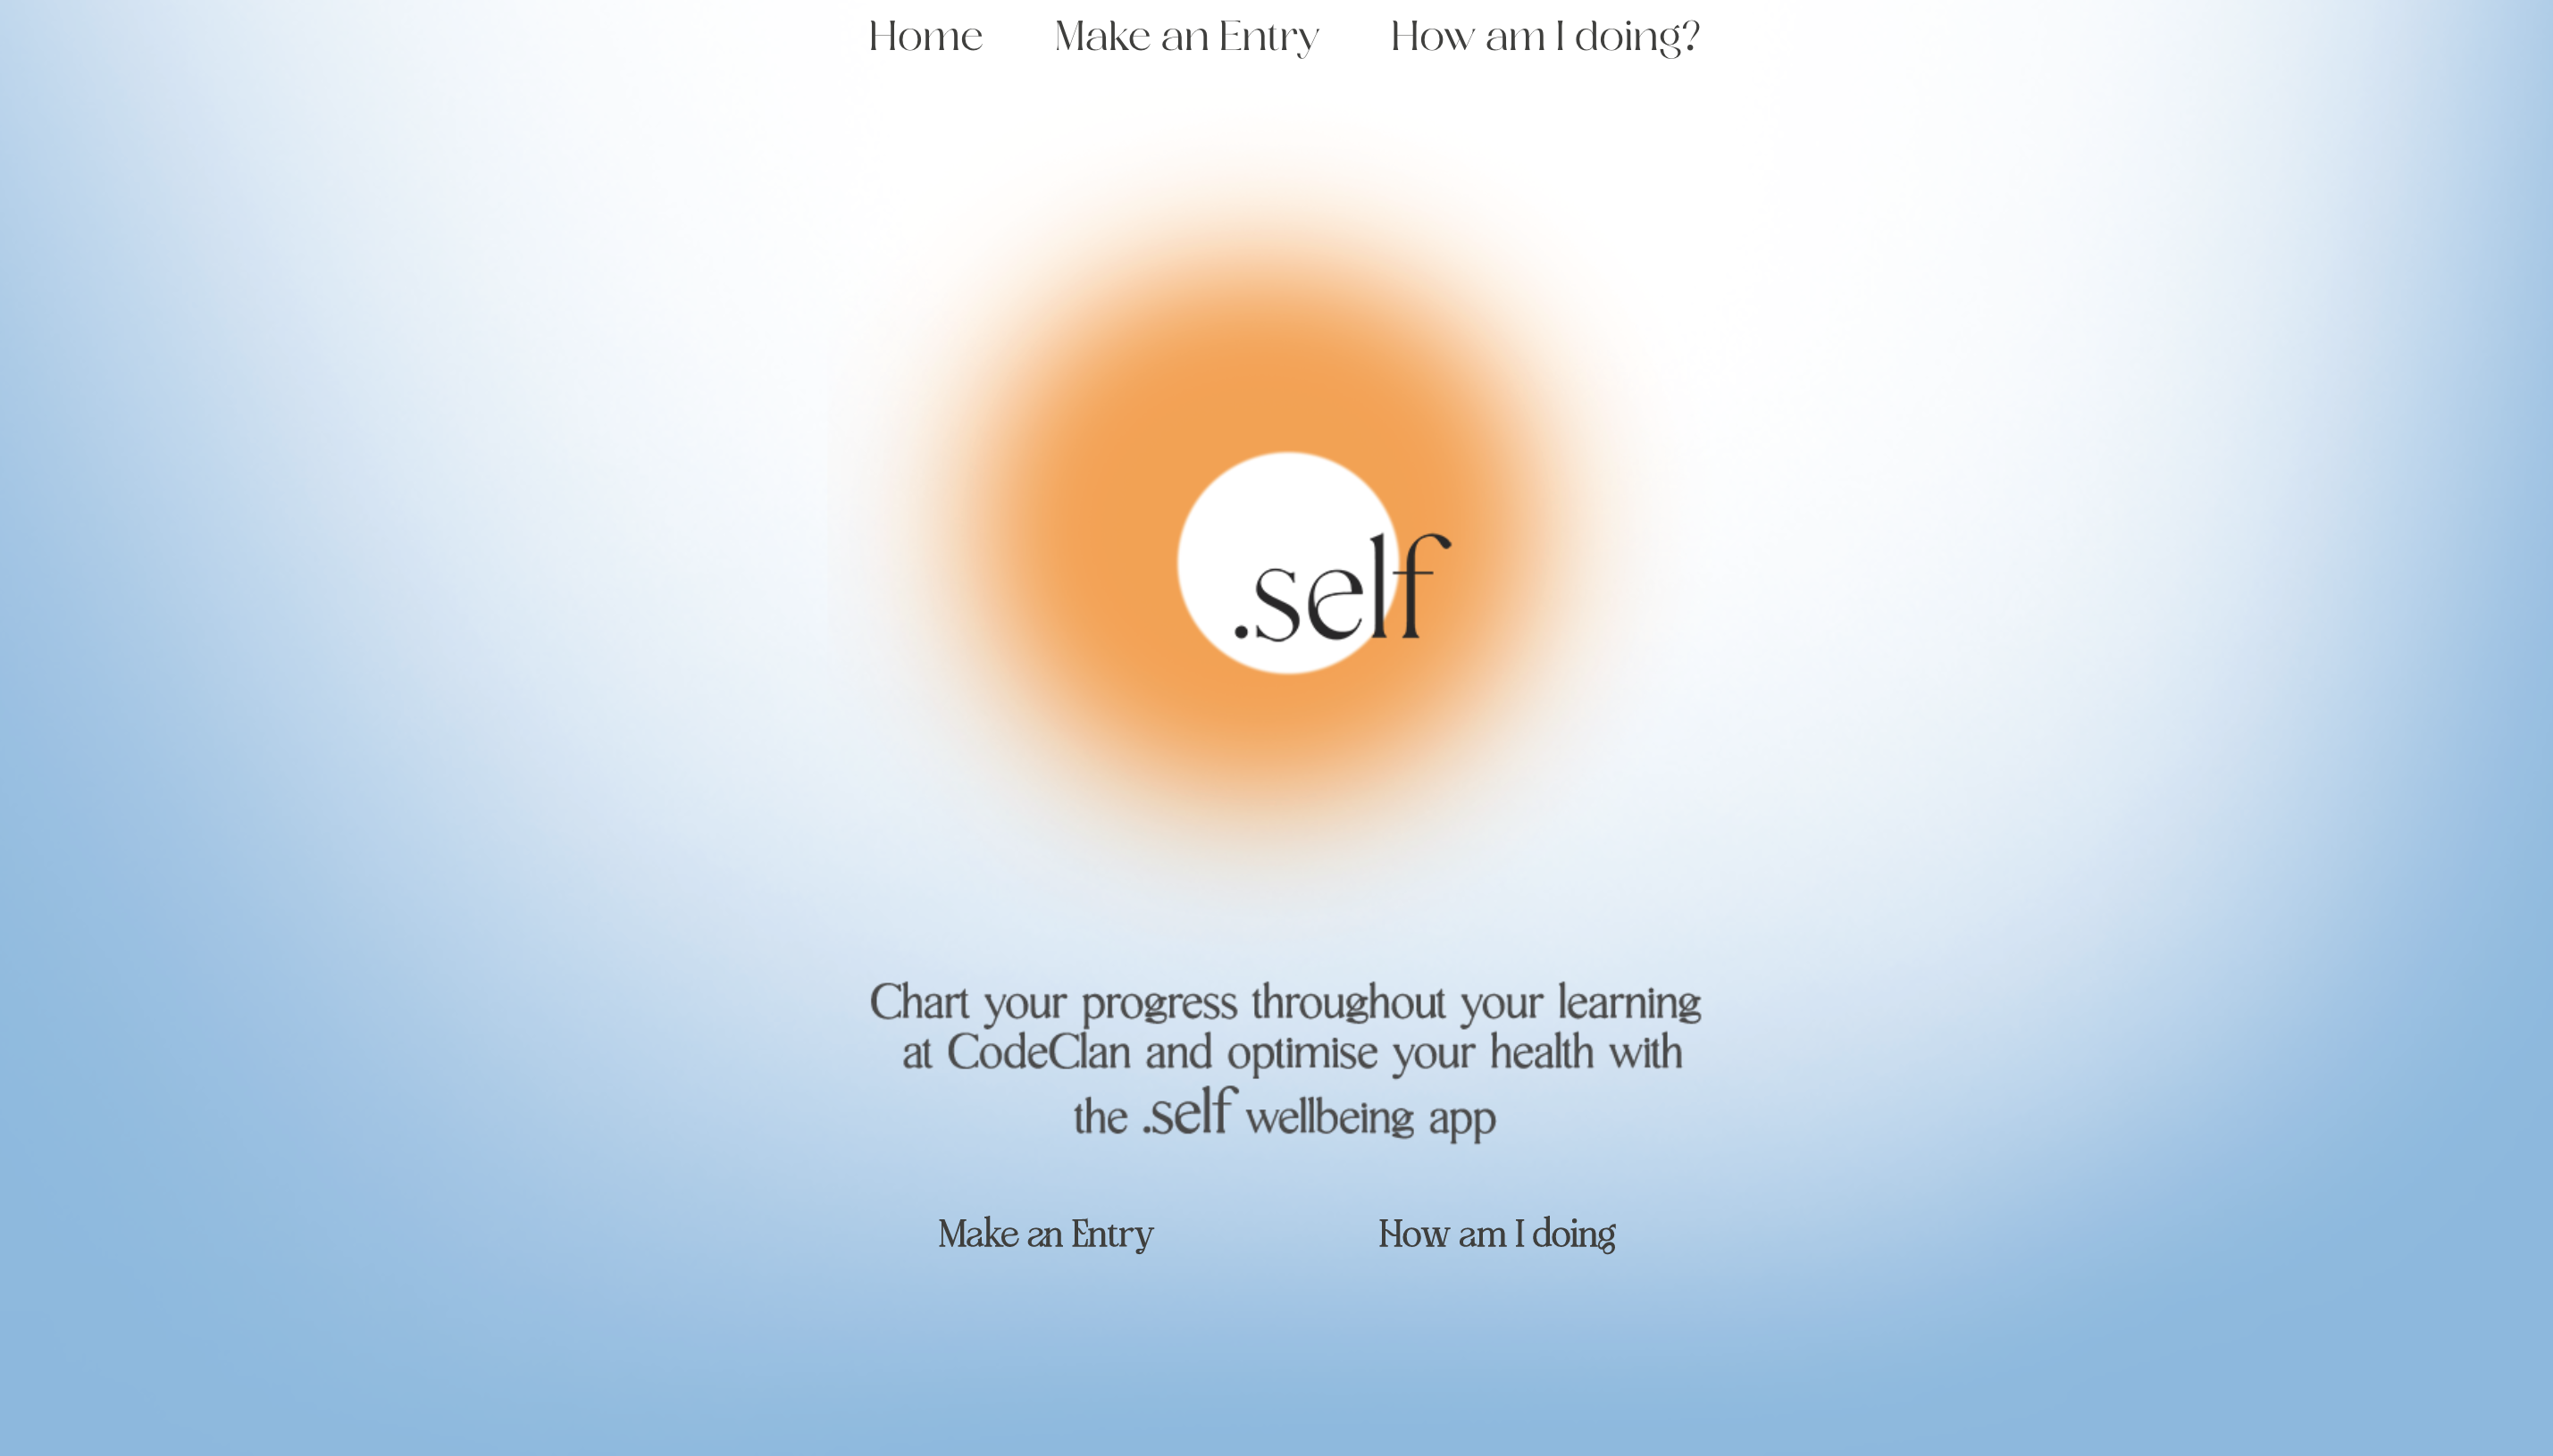 Home Make an Entry How am I doing?
.self
Chart your progress throughout your learning
at CodeClan and optimise your health with
the .self wellbeing app
Make an Entry How am I doing